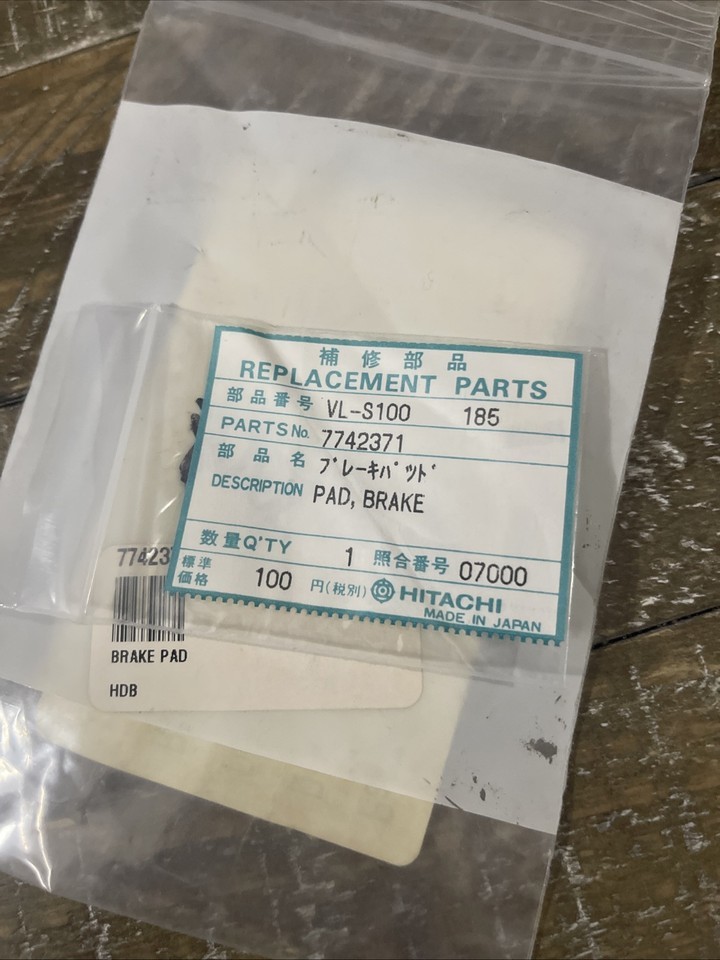 補修部品
REPLACEMENT PARTS
部品番号 VL-S100 185
PARTS No. 7742371
部品名 ブレーキパツド
DESCRIPTION PAD, BRAKE
数量Q'TY 1 照合番号 07000
標準価格 100 円(税別) HITACHI
MADE IN JAPAN
77423
BRAKE PAD
HDB